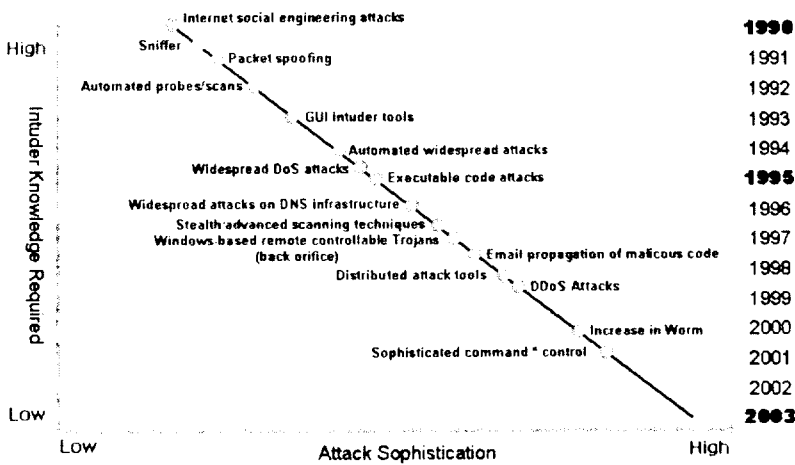 Internet social engineering attacks
1990
High
Sniffer
Packet spoofing
1991
Automated probes/scans
1992
GUI intuder tools
1993
Automated widespread attacks
1994
Widespread DoS attacks
Executable code attacks
1995
Widespread attacks on DNS infrastructure
1996
Stealth advanced scanning techniques
Windows-based remote controllable Trojans
(back orifice)
1997
Email propagation of malicous code
1998
Distributed attack tools
DDoS Attacks
1999
Increase in Worm
2000
Sophisticated command * control
2001
2002
Low
2003
Intuder Knowledge Required
Low
Attack Sophistication
High